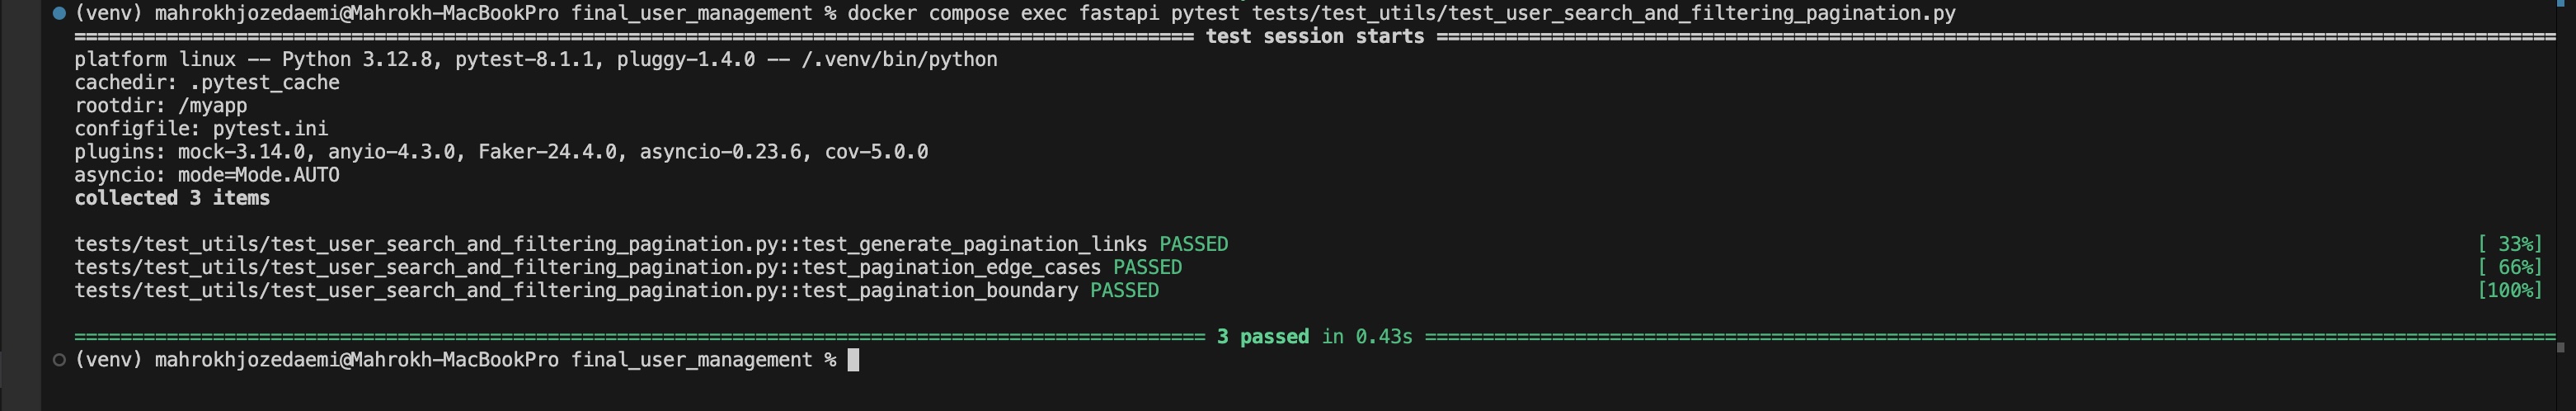 (venv) mahrokhjozedaemi@Mahrokh-MacBookPro final_user_management % docker compose exec fastapi pytest tests/test_utils/test_user_search_and_filtering_pagination.py
================================ test session starts ================================
platform linux -- Python 3.12.8, pytest-8.1.1, pluggy-1.4.0 -- /.venv/bin/python
cachedir: .pytest_cache
rootdir: /myapp
configfile: pytest.ini
plugins: mock-3.14.0, anyio-4.3.0, Faker-24.4.0, asyncio-0.23.6, cov-5.0.0
asyncio: mode=Mode.AUTO
collected 3 items
tests/test_utils/test_user_search_and_filtering_pagination.py::test_generate_pagination_links PASSED [ 33%]
tests/test_utils/test_user_search_and_filtering_pagination.py::test_pagination_edge_cases PASSED [ 66%]
tests/test_utils/test_user_search_and_filtering_pagination.py::test_pagination_boundary PASSED [100%]
================================ 3 passed in 0.43s ================================
(venv) mahrokhjozedaemi@Mahrokh-MacBookPro final_user_management %